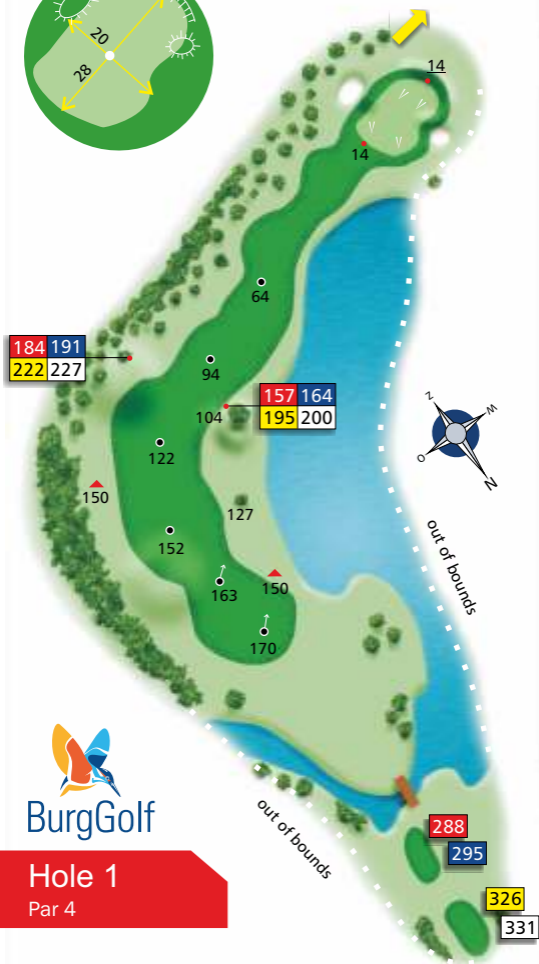 20
28
14
14
64
184 191
222 227
94
157 164
195 200
104
122
Z
W
O
N
150
127
152
out of bounds
150
163
170
BurgGolf
out of bounds
288
295
Hole 1
Par 4
326
331